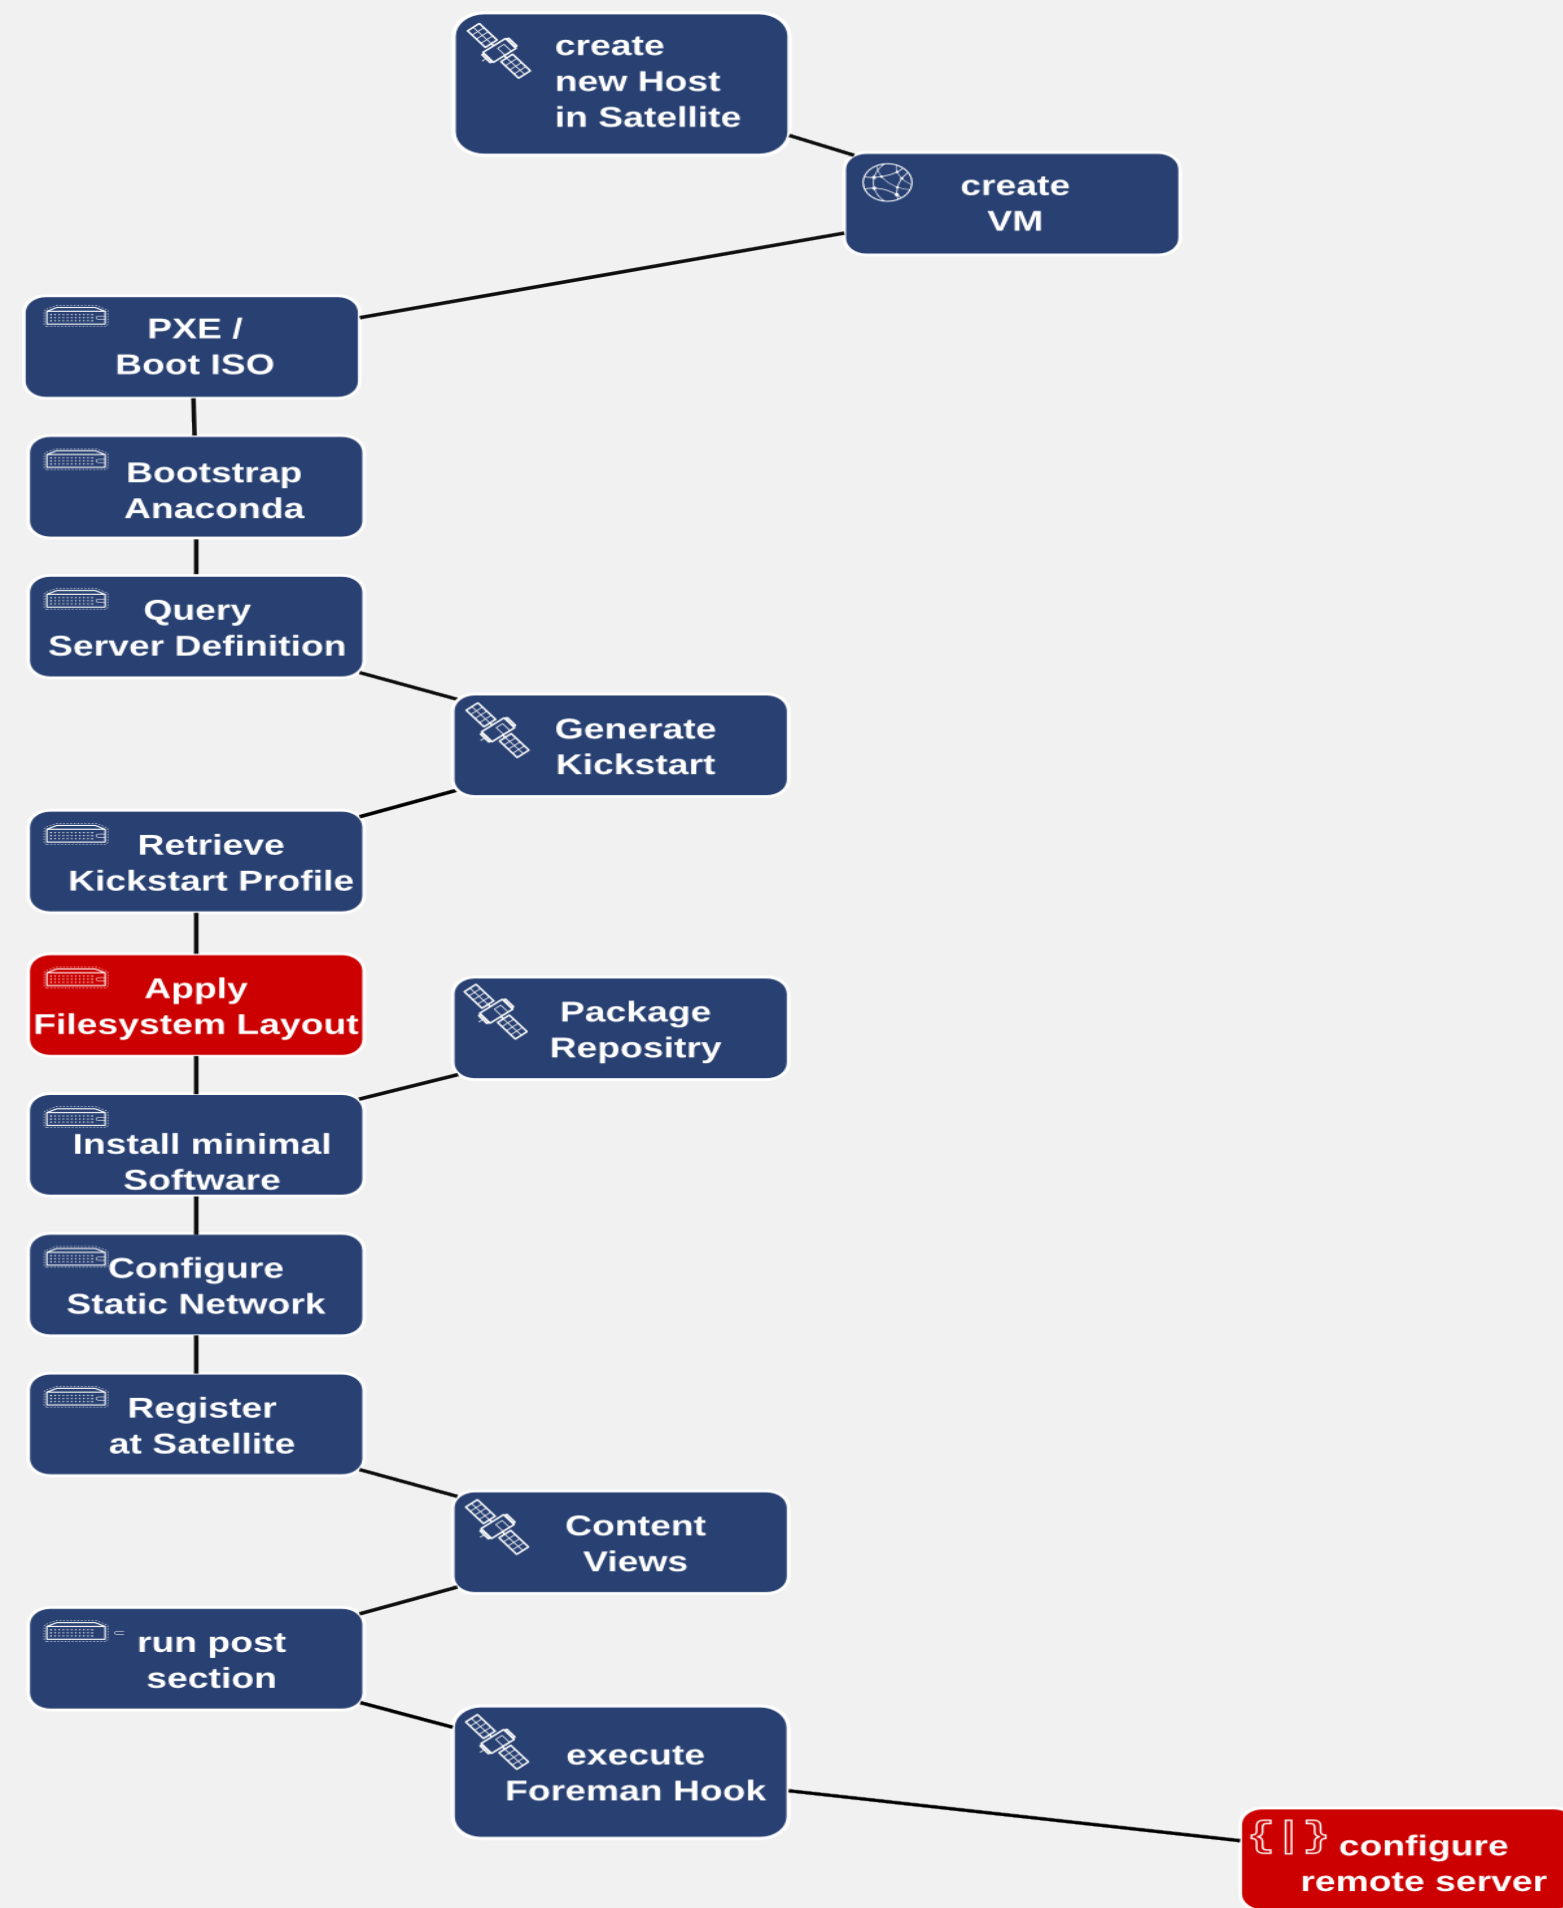 create
new Host
in Satellite
create
VM
PXE /
Boot ISO
Bootstrap
Anaconda
Query
Server Definition
Generate
Kickstart
Retrieve
Kickstart Profile
Apply
Filesystem Layout
Package
Repositry
Install minimal
Software
Configure
Static Network
Register
at Satellite
Content
Views
run post
section
execute
Foreman Hook
{|} configure
remote server